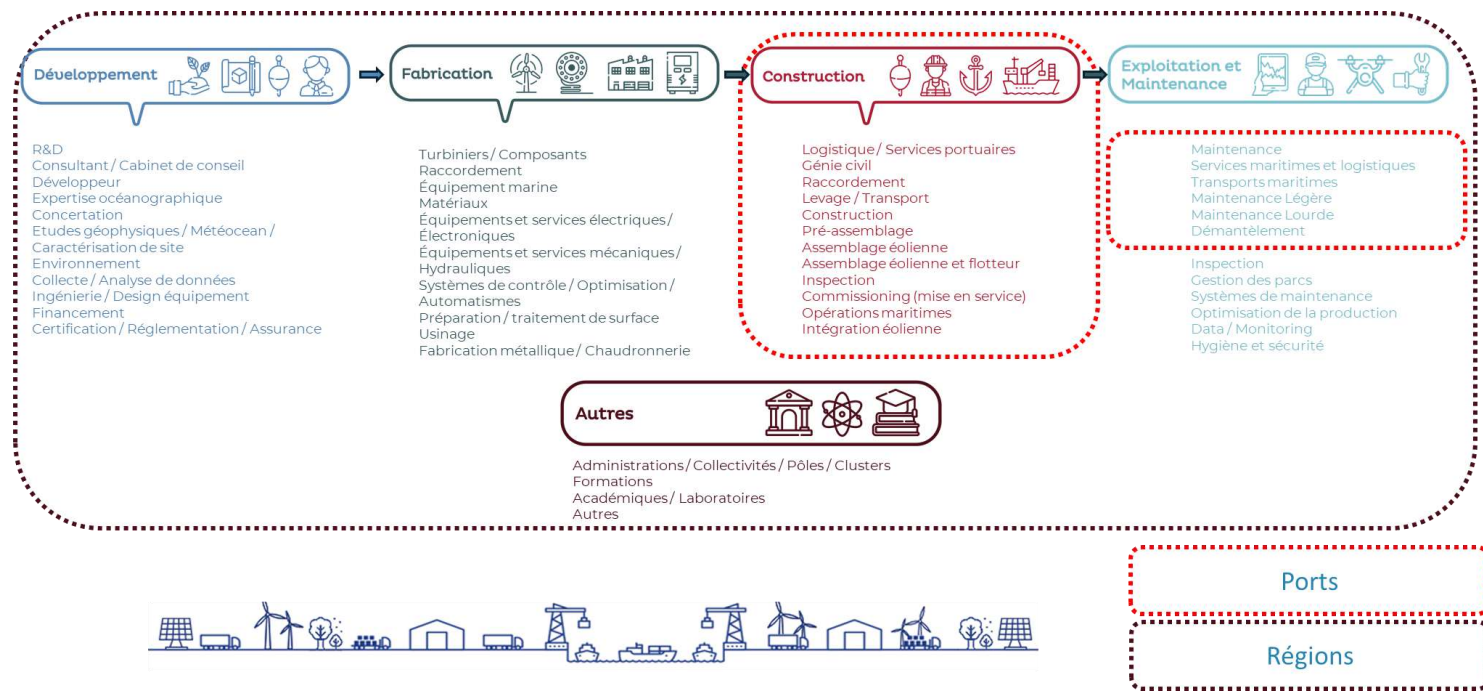 Développement
R&D
Consultant / Cabinet de conseil
Développeur
Expertise océanographique
Concertation
Etudes géophysiques / Météocean /
Caractérisation de site
Environnement
Collecte / Analyse de données
Ingénierie / Design équipement
Financement
Certification / Réglementation / Assurance
Fabrication
Turbiniers / Composants
Raccordement
Équipement marine
Matériaux
Équipements et services électriques /
Électroniques
Équipements et services mécaniques /
Hydrauliques
Systèmes de contrôle / Optimisation /
Automatismes
Préparation / traitement de surface
Usinage
Fabrication métallique / Chaudronnerie
Construction
Logistique / Services portuaires
Génie civil
Raccordement
Levage / Transport
Construction
Pré-assemblage
Assemblage éolienne
Assemblage éolienne et flotteur
Inspection
Commissioning (mise en service)
Opérations maritimes
Intégration éolienne
Exploitation et
Maintenance
Maintenance
Services maritimes et logistiques
Transports maritimes
Maintenance Légère
Maintenance Lourde
Démantèlement
Inspection
Gestion des parcs
Systèmes de maintenance
Optimisation de la production
Data / Monitoring
Hygiène et sécurité
Autres
Administrations / Collectivités / Pôles / Clusters
Formations
Académiques / Laboratoires
Autres
Ports
Régions